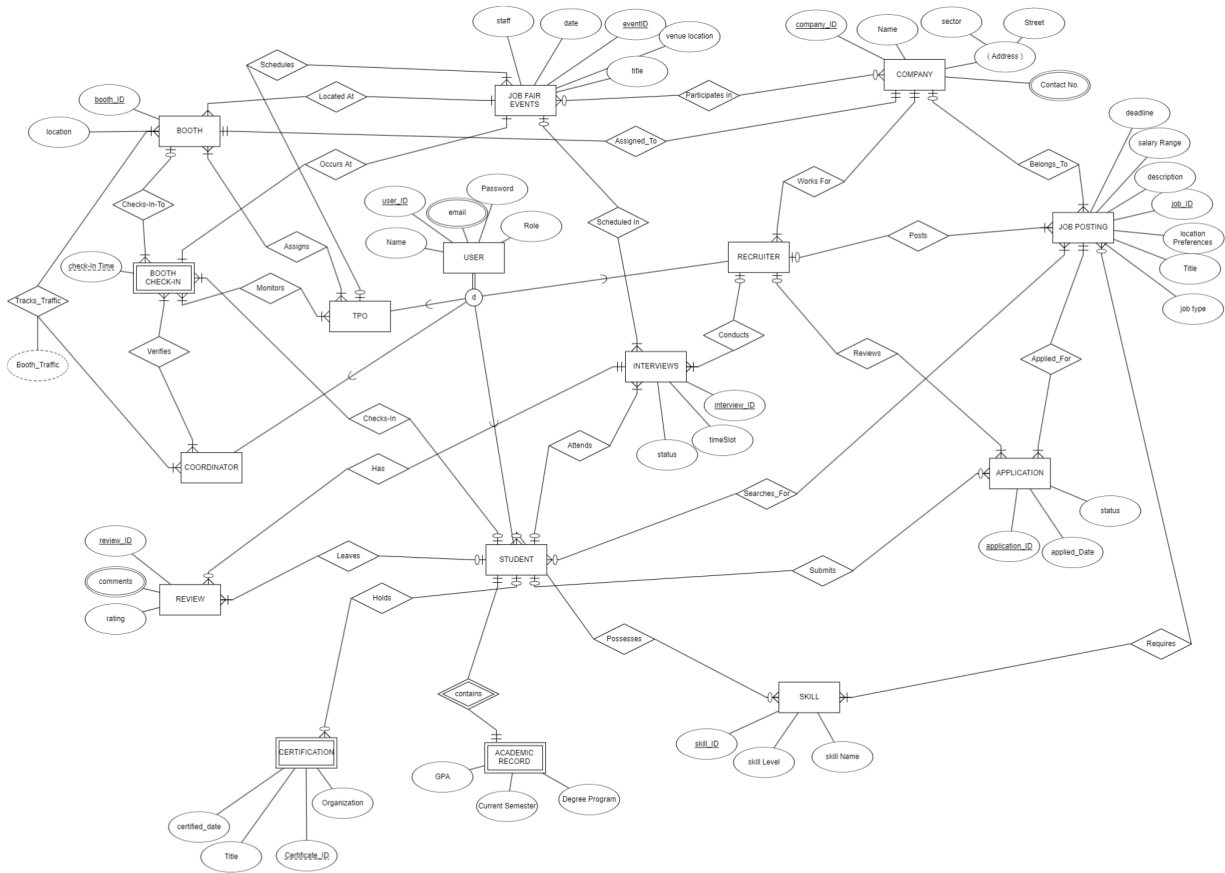 staff
date
eventID
venue location
title
company_ID
Name
sector
Street
( Address )
Contact No.
COMPANY
Schedules
JOB FAIR
EVENTS
Located At
Participates In
booth_ID
location
BOOTH
Assigned_To
deadline
salary Range
description
job_ID
location
Preferences
Title
job type
JOB POSTING
Belongs_To
Occurs At
Works For
Checks-In-To
user_ID
email
Password
Role
Name
USER
Scheduled In
Assigns
Posts
RECRUITER
check-In Time
BOOTH
CHECK-IN
Monitors
d
TPO
Tracks_Traffic
Booth_Traffic
Verifies
Conducts
Reviews
Applied_For
INTERVIEWS
interview_ID
timeSlot
status
Checks-In
Attends
COORDINATOR
Has
Searches_For
APPLICATION
status
application_ID
applied_Date
review_ID
comments
rating
REVIEW
Leaves
STUDENT
Submits
Holds
Possesses
Requires
contains
SKILL
skill_ID
skill Level
skill Name
CERTIFICATION
ACADEMIC
RECORD
GPA
Current Semester
Degree Program
certified_date
Title
Certificate_ID
Organization